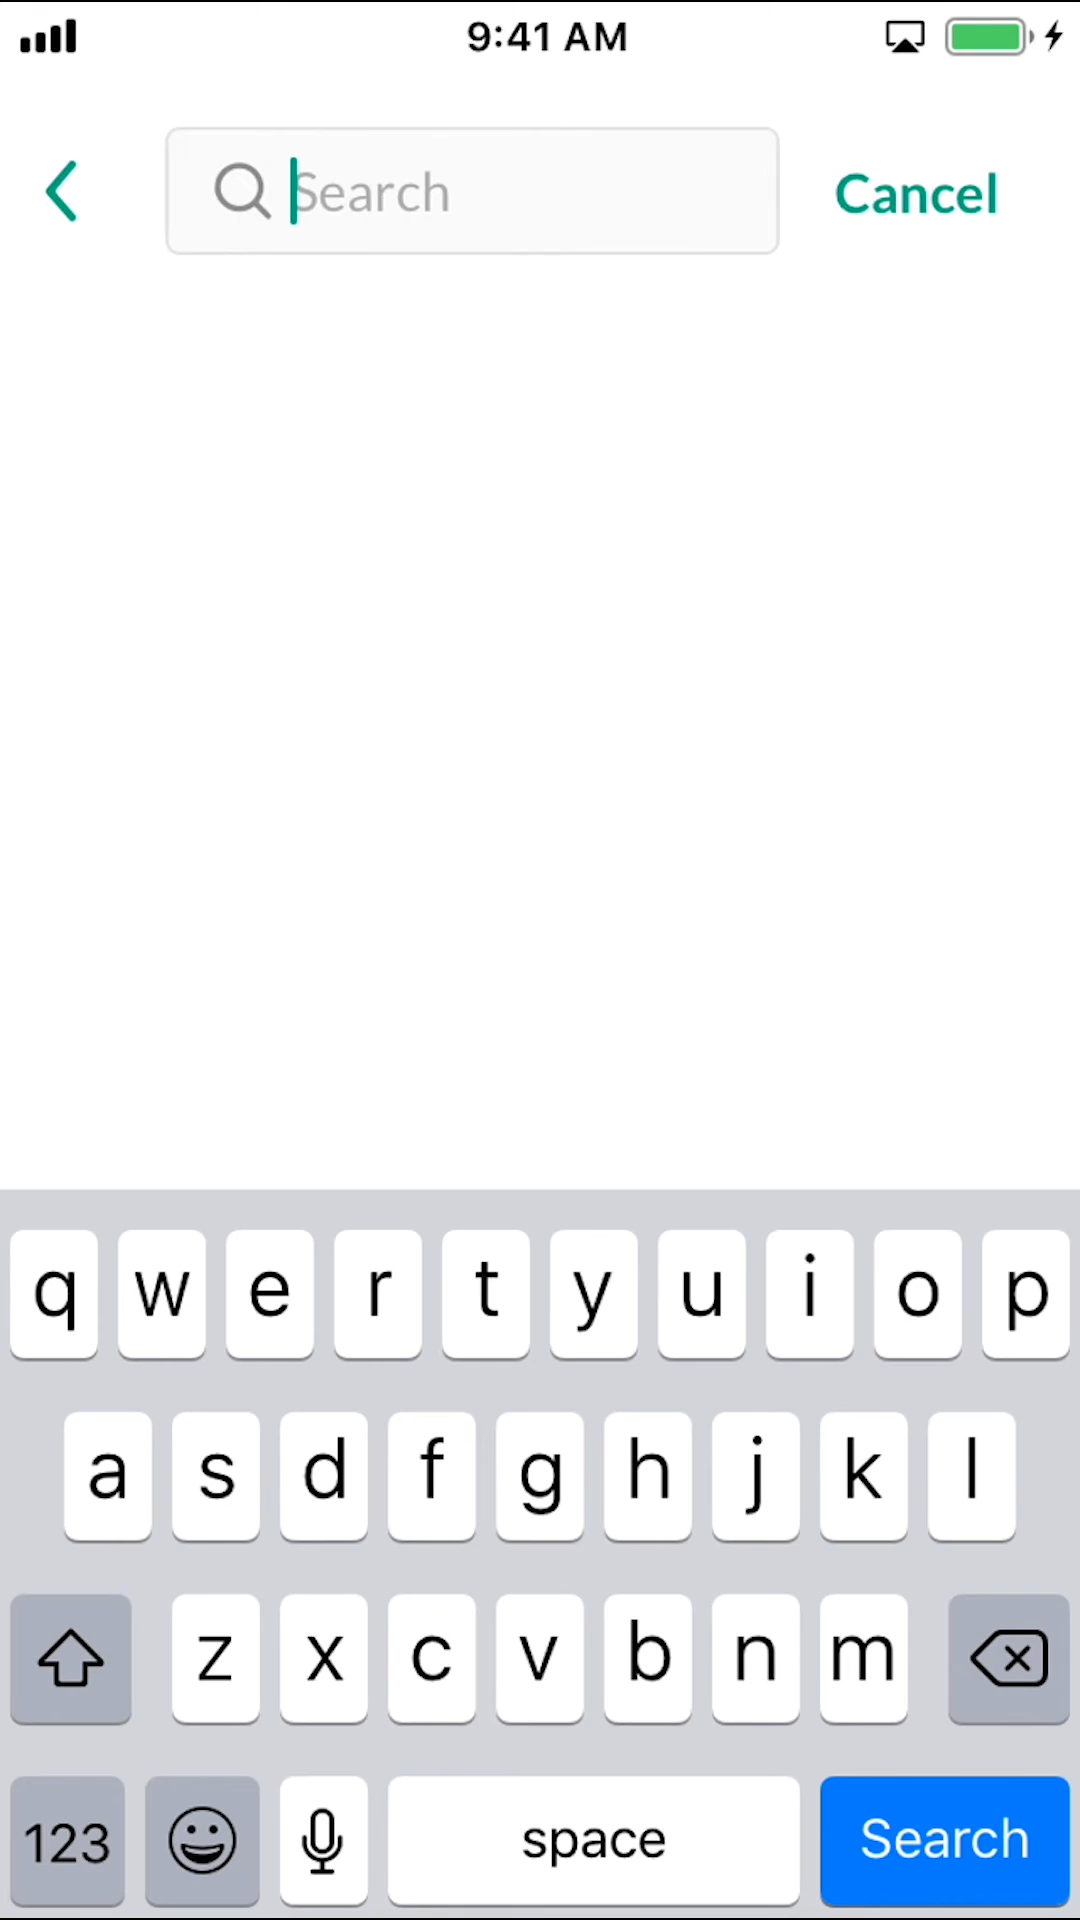 9:41 AM
Search
Cancel
q w e r t y u i o p
a s d f g h j k l
z x c v b n m
123 space Search